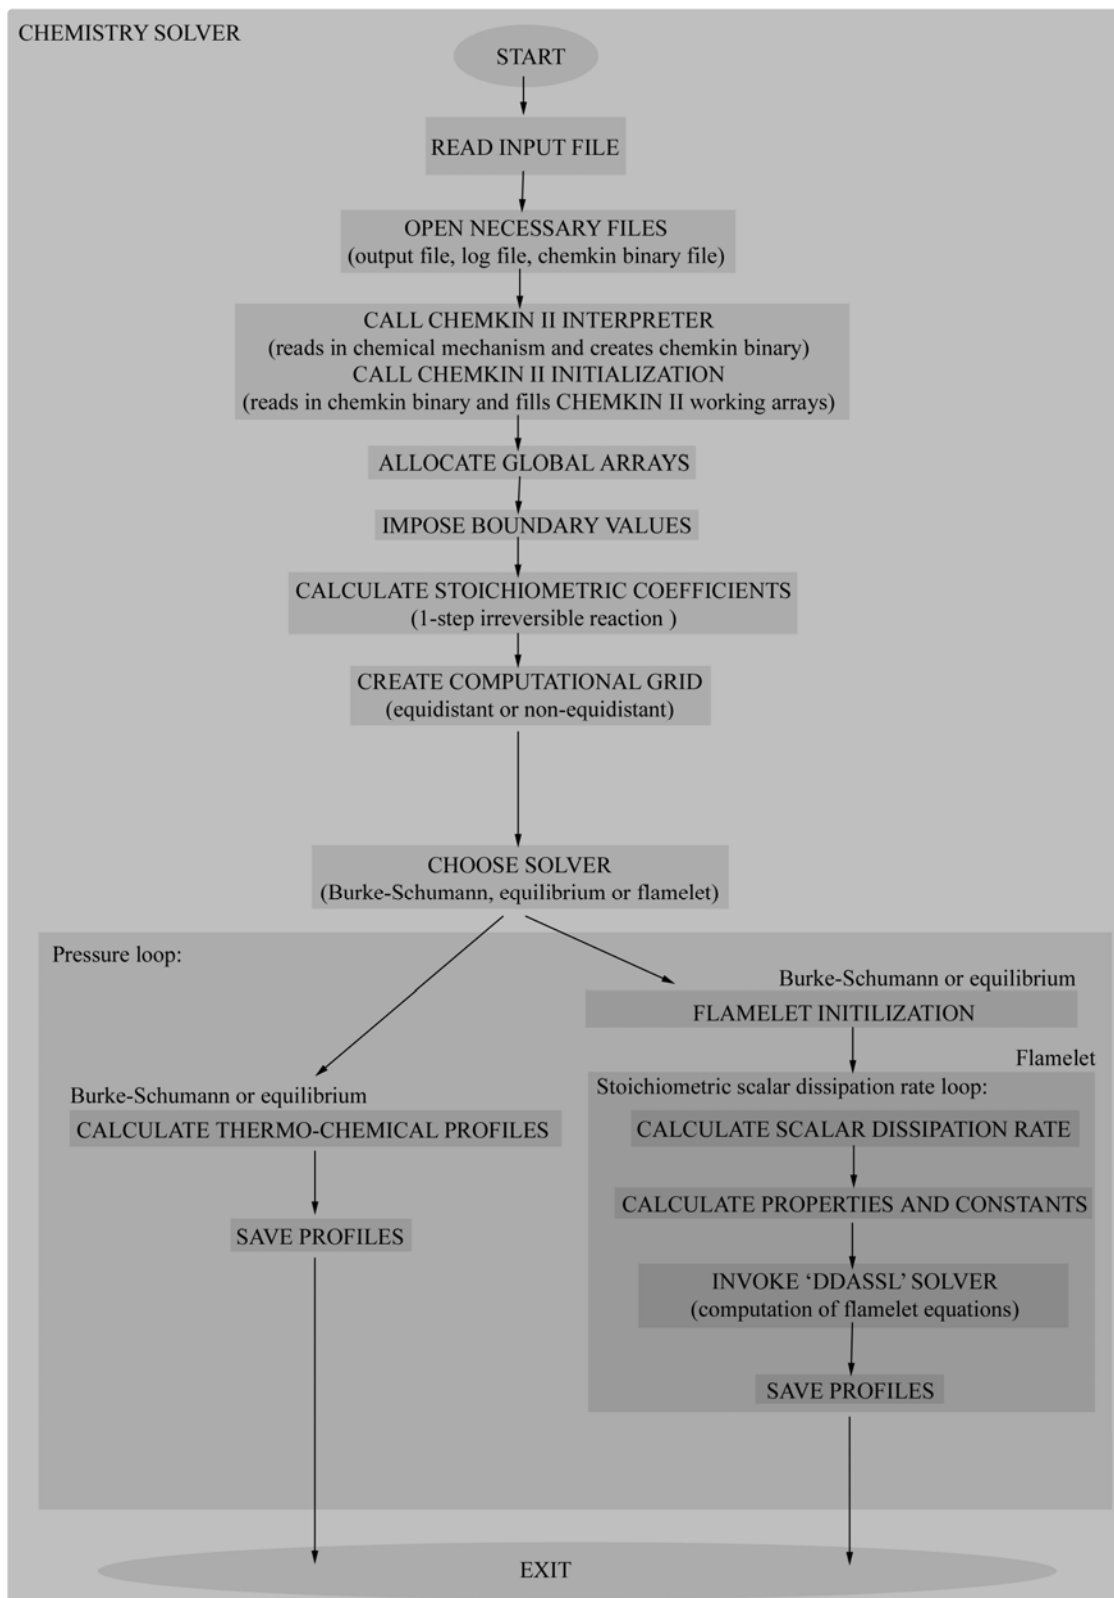 CHEMISTRY SOLVER
START
READ INPUT FILE
OPEN NECESSARY FILES
(output file, log file, chemkin binary file)
CALL CHEMKIN II INTERPRETER
(reads in chemical mechanism and creates chemkin binary)
CALL CHEMKIN II INITIALIZATION
(reads in chemkin binary and fills CHEMKIN II working arrays)
ALLOCATE GLOBAL ARRAYS
IMPOSE BOUNDARY VALUES
CALCULATE STOICHIOMETRIC COEFFICIENTS
(1-step irreversible reaction )
CREATE COMPUTATIONAL GRID
(equidistant or non-equidistant)
CHOOSE SOLVER
(Burke-Schumann, equilibrium or flamelet)
Pressure loop:
Burke-Schumann or equilibrium
CALCULATE THERMO-CHEMICAL PROFILES
SAVE PROFILES
Burke-Schumann or equilibrium
FLAMELET INITILIZATION
Flamelet
Stoichiometric scalar dissipation rate loop:
CALCULATE SCALAR DISSIPATION RATE
CALCULATE PROPERTIES AND CONSTANTS
INVOKE ‘DDASSL’ SOLVER
(computation of flamelet equations)
SAVE PROFILES
EXIT